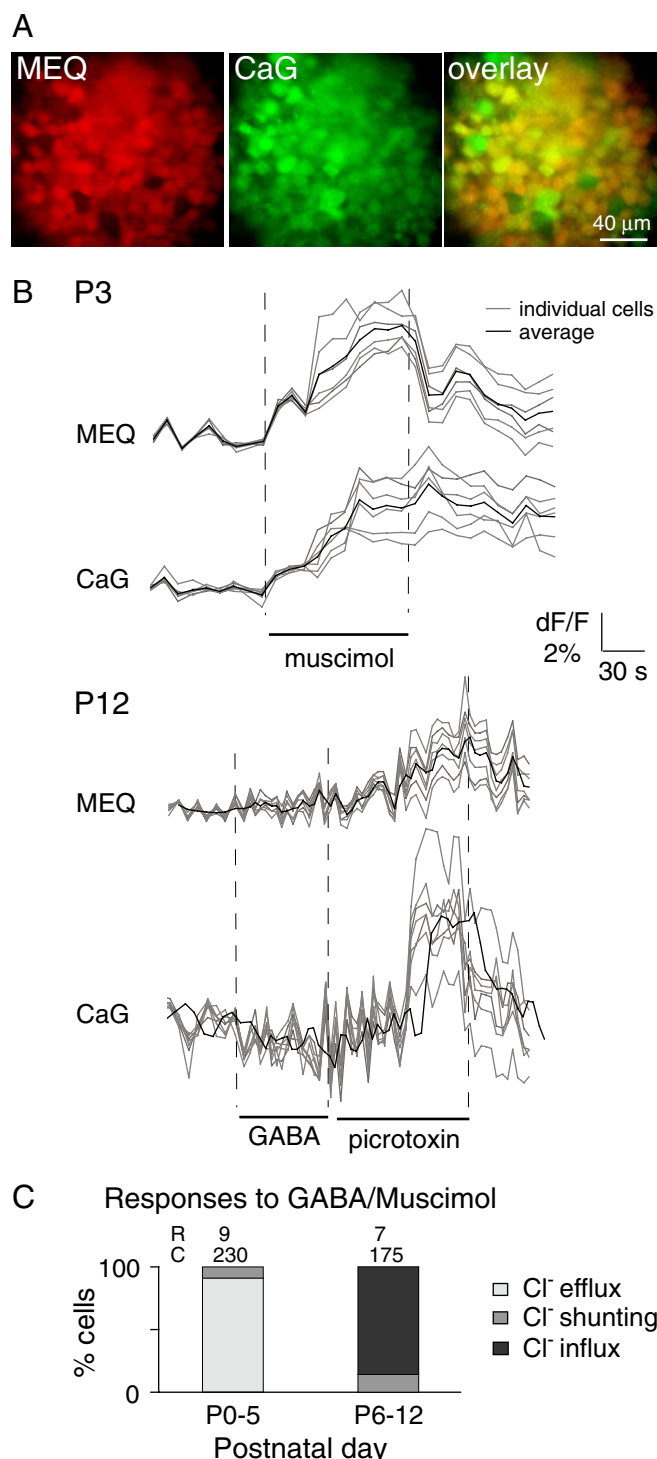 A
MEQ CaG overlay
40 μm
B P3
individual cells
average
MEQ
CaG
muscimol
dF/F
2%
30 s
P12
MEQ
CaG
GABA picrotoxin
C Responses to GABA/Muscimol
R 9 7
C 230 175
100
% cells
0
Cl⁻ efflux
Cl⁻ shunting
Cl⁻ influx
P0-5 P6-12
Postnatal day